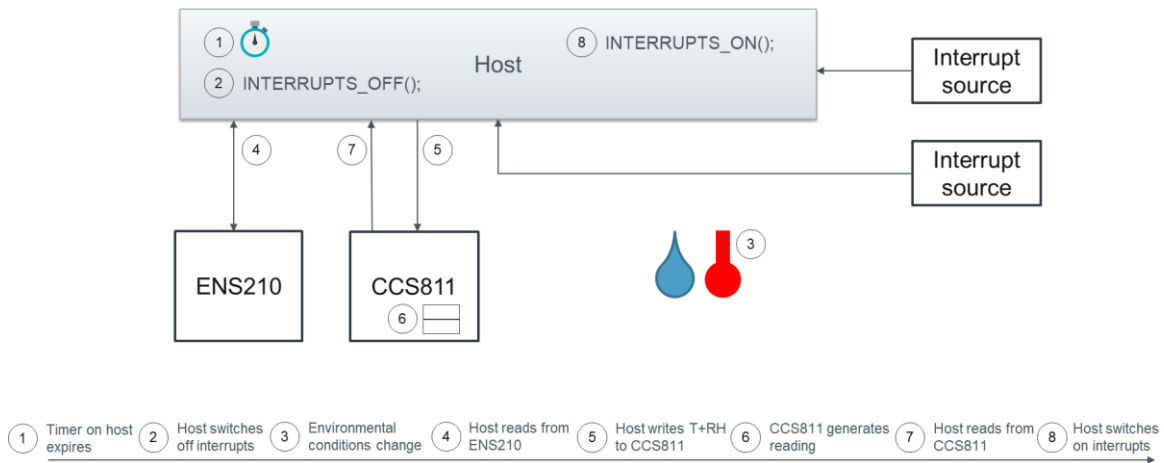 1
8 INTERRUPTS_ON();
Host
2 INTERRUPTS_OFF();
Interrupt
source
4
7
5
Interrupt
source
3
ENS210
CCS811
6
1 Timer on host
expires
2 Host switches
off interrupts
3 Environmental
conditions change
4 Host reads from
ENS210
5 Host writes T+RH
to CCS811
6 CCS811 generates
reading
7 Host reads from
CCS811
8 Host switches
on interrupts